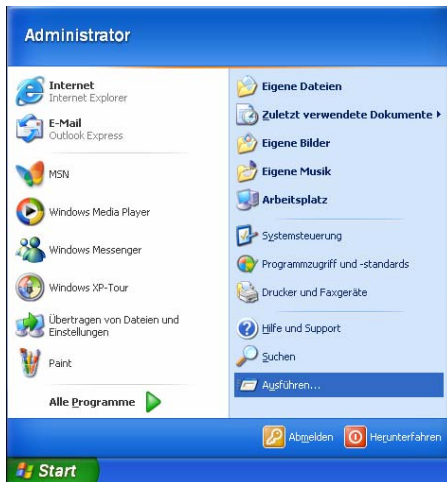 Administrator
Internet
Internet Explorer
E-Mail
Outlook Express
MSN
Windows Media Player
Windows Messenger
Windows XP-Tour
Übertragen von Dateien und
Einstellungen
Paint
Alle Programme
Eigene Dateien
Zuletzt verwendete Dokumente
Eigene Bilder
Eigene Musik
Arbeitsplatz
Systemsteuerung
Programmzugriff und -standards
Drucker und Faxgeräte
Hilfe und Support
Suchen
Ausführen...
Abmelden
Herunterfahren
Start